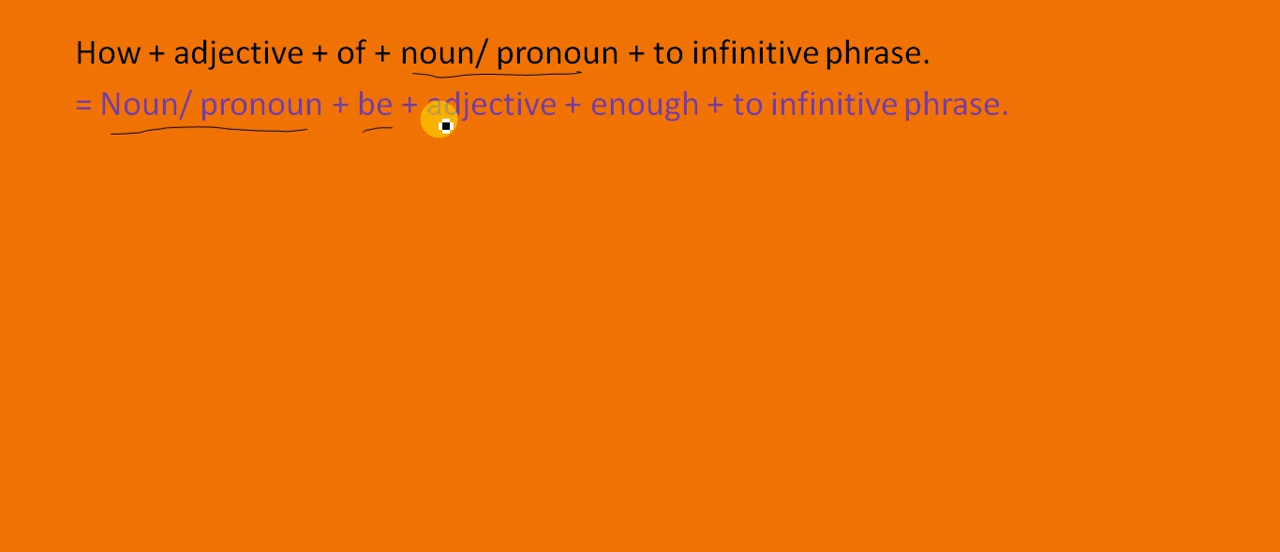 How + adjective + of + noun/ pronoun + to infinitive phrase.
= Noun/ pronoun + be + adjective + enough + to infinitive phrase.